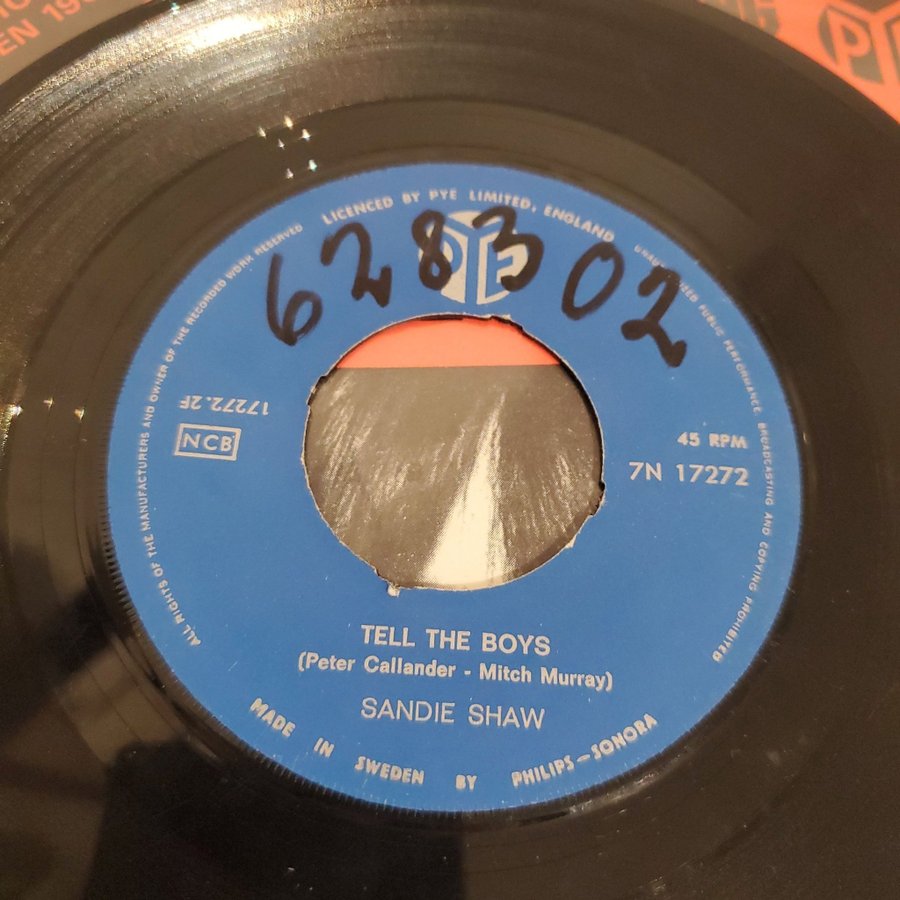 LICENCED BY PYE LIMITED, ENGLAND
PYE
628302
17272.2F
NCB
45 RPM
7N 17272
TELL THE BOYS
(Peter Callander - Mitch Murray)
SANDIE SHAW
MADE IN SWEDEN BY PHILIPS-SONORA
ALL RIGHTS OF THE MANUFACTURERS AND OWNER OF THE RECORDED WORK RESERVED
PUBLIC PERFORMANCE, BROADCASTING AND COPYING PROHIBITED